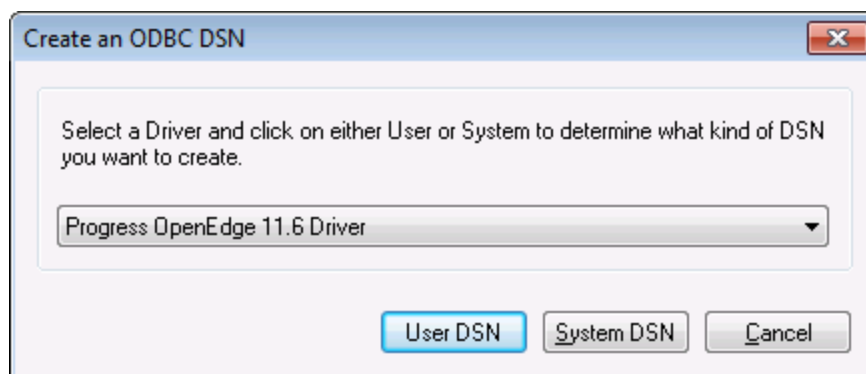 Create an ODBC DSN
Select a Driver and click on either User or System to determine what kind of DSN
you want to create.
Progress OpenEdge 11.6 Driver
User DSN
System DSN
Cancel